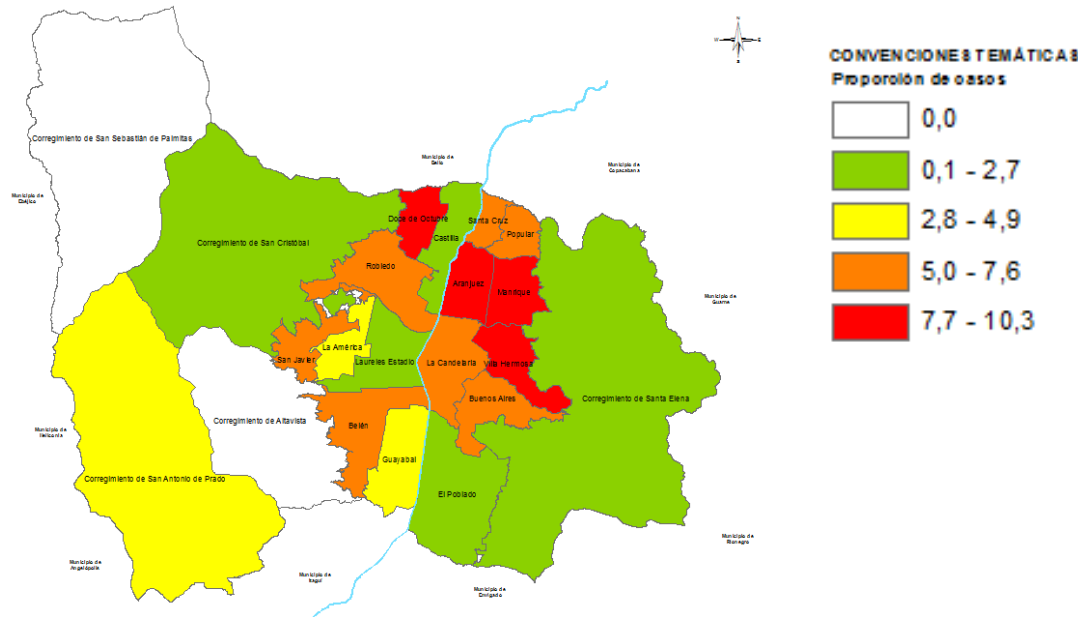 N
W
E
S
CONVENCIONES TEMÁTICAS
Proporción de casos
0,0
0,1 - 2,7
2,8 - 4,9
5,0 - 7,6
7,7 - 10,3
Corregimiento de San Sebastián de Palmitas
Municipio de
Bello
Municipio de
Copacabana
Municipio de
Ebéjico
Doce de Octubre
Santa Cruz
Popular
Castilla
Corregimiento de San Cristóbal
Robledo
Aranjuez
Manrique
Municipio de
Guarne
La América
San Javier
Laureles Estadio
La Candelaria
Villa Hermosa
Buenos Aires
Corregimiento de Santa Elena
Corregimiento de Altavista
Belén
Municipio de
Heliconia
Guayabal
Corregimiento de San Antonio de Prado
El Poblado
Municipio de
Rionegro
Municipio de
Angelópolis
Municipio de
Itagüí
Municipio de
Envigado